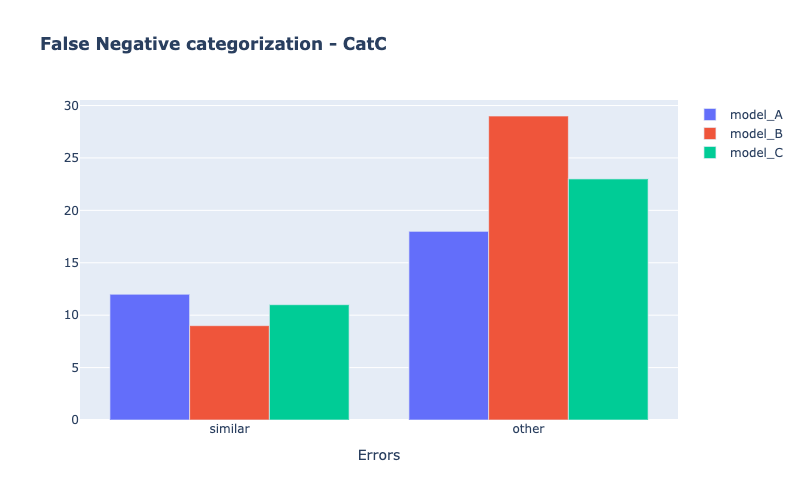 False Negative categorization - CatC
30
25
20
15
10
5
0
similar
other
Errors
model_A
model_B
model_C